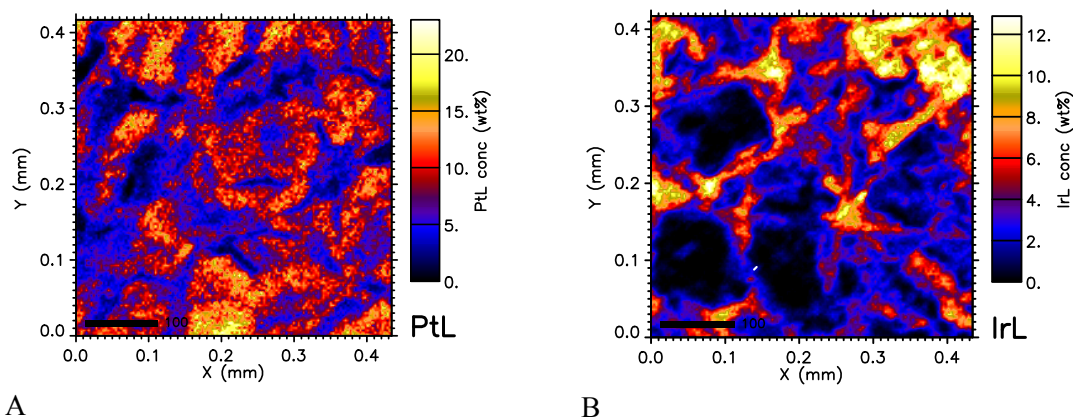 0.4
0.3
0.2
0.1
0.0
Y (mm)
0.0 0.1 0.2 0.3 0.4
X (mm)
100
20.
15.
10.
5.
0.
PtL conc (wt%)
PtL
A
0.4
0.3
0.2
0.1
0.0
Y (mm)
0.0 0.1 0.2 0.3 0.4
X (mm)
100
12.
10.
8.
6.
4.
2.
0.
IrL conc (wt%)
IrL
B